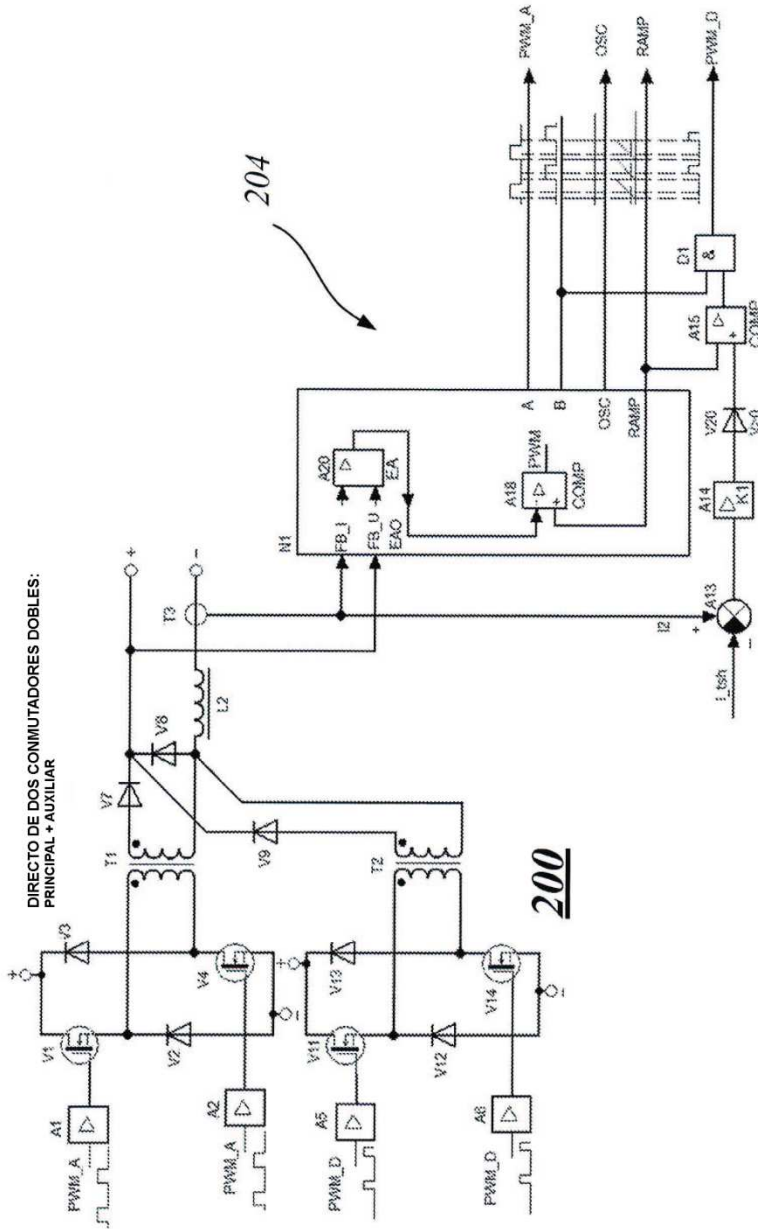 DIRECTO DE DOS CONMUTADORES DOBLES:
PRINCIPAL + AUXILIAR
PWM_A
A1
V1
V2
V3
V4
A2
PWM_A
+
-
T1
V7
V8
V9
L2
T3
+
-
PWM_D
A5
V11
V12
V13
V14
A6
PWM_D
+
-
T2
200
204
N1
FB_I
FB_U
EAO
A20
EA
A18
PWM
COMP
A
B
OSC
RAMP
I2
+
-
A13
I_tsh
A14
K1
V20
A15
+
COMP
D1
&
PWM_A
OSC
RAMP
PWM_D